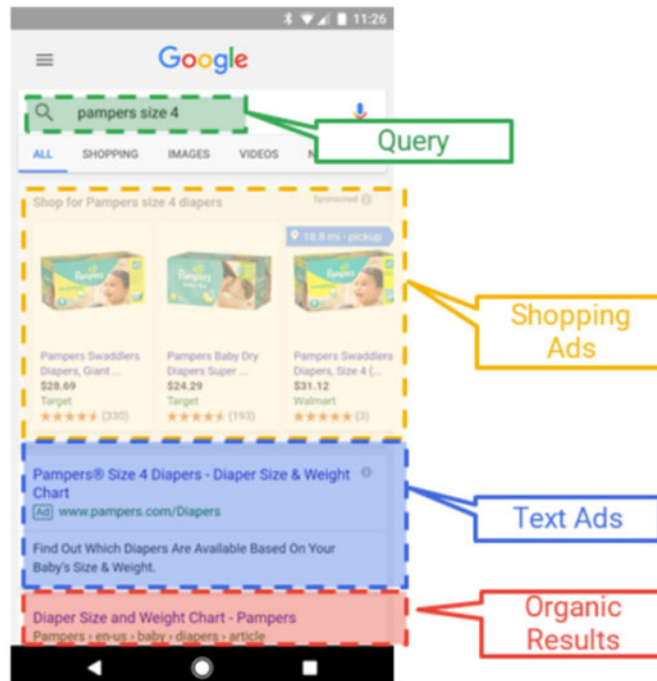 11:26
Google
pampers size 4
Query
ALL SHOPPING IMAGES VIDEOS N
Shop for Pampers size 4 diapers Sponsored
18.8 mi - pickup
Pampers Swaddlers Pampers Baby Dry Pampers Swaddlers
Diapers, Giant ... Diapers Super ... Diapers, Size 4 (...
$28.69 $24.29 $31.12
Target Target Walmart
(330) (193) (3)
Shopping
Ads
Pampers® Size 4 Diapers - Diaper Size & Weight
Chart
Ad www.pampers.com/Diapers
Text Ads
Find Out Which Diapers Are Available Based On Your
Baby's Size & Weight.
Diaper Size and Weight Chart - Pampers
Pampers › en-us › baby › diapers › article
Organic
Results